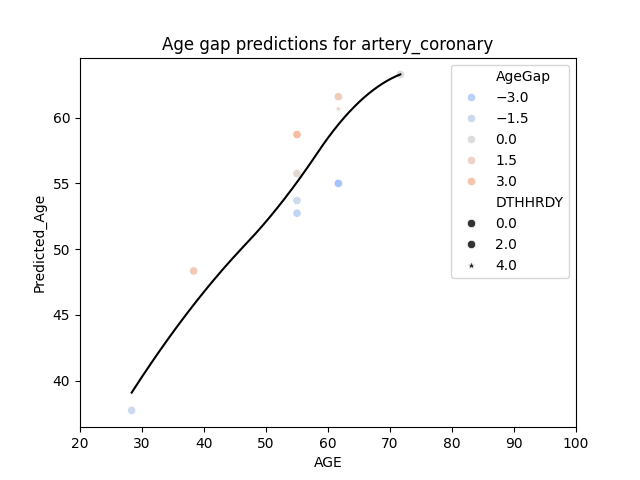 Age gap predictions for artery_coronary
AgeGap
−3.0
−1.5
0.0
1.5
3.0
DTHHRDY
0.0
2.0
4.0
Predicted_Age
60
55
50
45
40
20 30 40 50 60 70 80 90 100
AGE